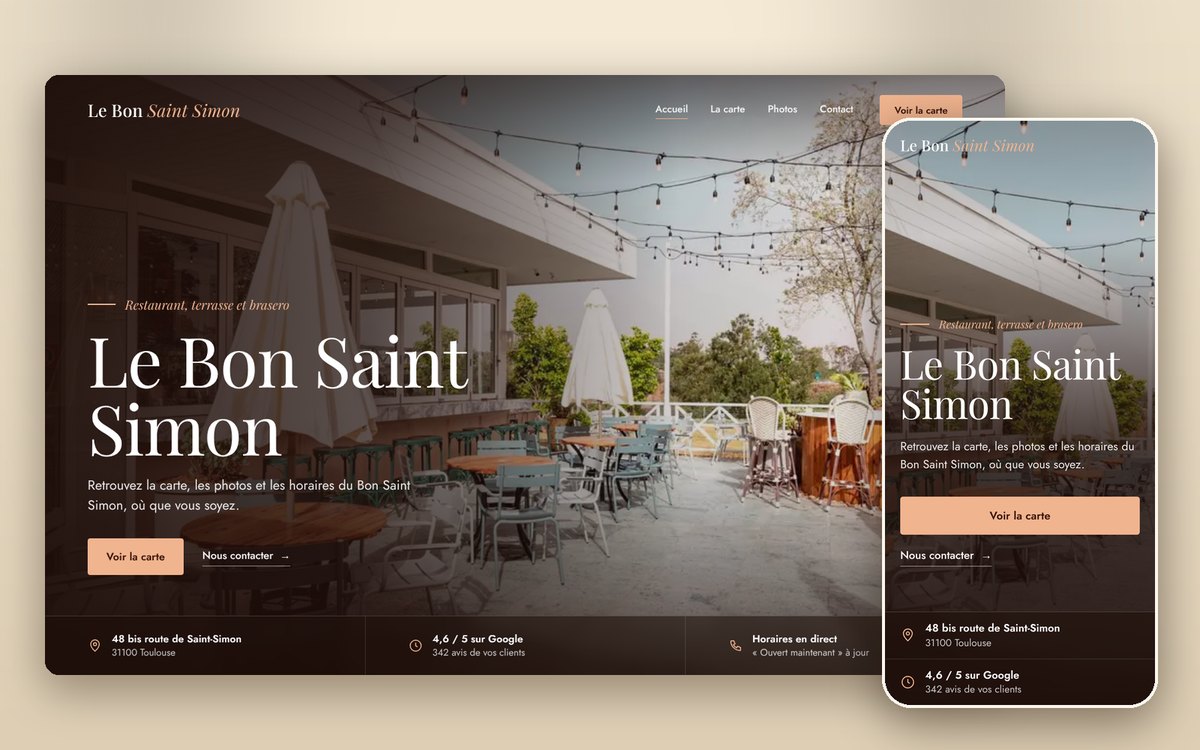 Le Bon Saint Simon
Accueil
La carte
Photos
Contact
Voir la carte
Restaurant, terrasse et brasero
Le Bon Saint
Simon
Retrouvez la carte, les photos et les horaires du Bon Saint
Simon, où que vous soyez.
Voir la carte
Nous contacter →
48 bis route de Saint-Simon
31100 Toulouse
4,6 / 5 sur Google
342 avis de vos clients
Horaires en direct
« Ouvert maintenant » à jour
Le Bon Saint Simon
Restaurant, terrasse et brasero
Le Bon Saint
Simon
Retrouvez la carte, les photos et les horaires du
Bon Saint Simon, où que vous soyez.
Voir la carte
Nous contacter →
48 bis route de Saint-Simon
31100 Toulouse
4,6 / 5 sur Google
342 avis de vos clients